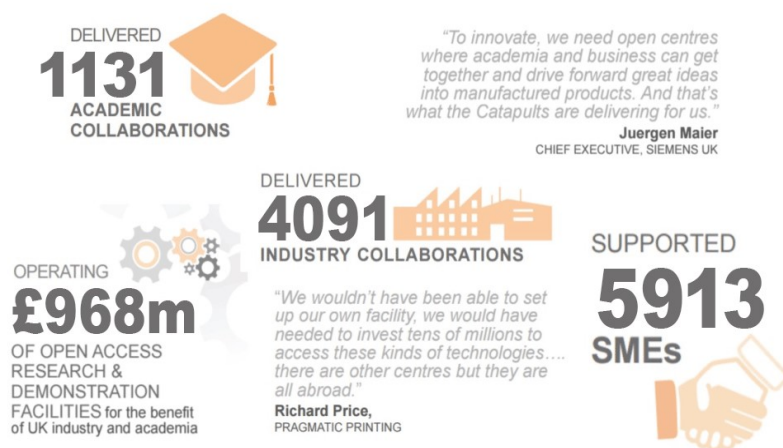 DELIVERED
1131
ACADEMIC
COLLABORATIONS
“To innovate, we need open centres
where academia and business can get
together and drive forward great ideas
into manufactured products. And that’s
what the Catapults are delivering for us.”
Juergen Maier
CHIEF EXECUTIVE, SIEMENS UK
DELIVERED
4091
INDUSTRY COLLABORATIONS
OPERATING
£968m
OF OPEN ACCESS
RESEARCH &
DEMONSTRATION
FACILITIES for the benefit
of UK industry and academia
“We wouldn’t have been able to set
up our own facility, we would have
needed to invest tens of millions to
access these kinds of technologies….
there are other centres but they are
all abroad.”
Richard Price,
PRAGMATIC PRINTING
SUPPORTED
5913
SMEs